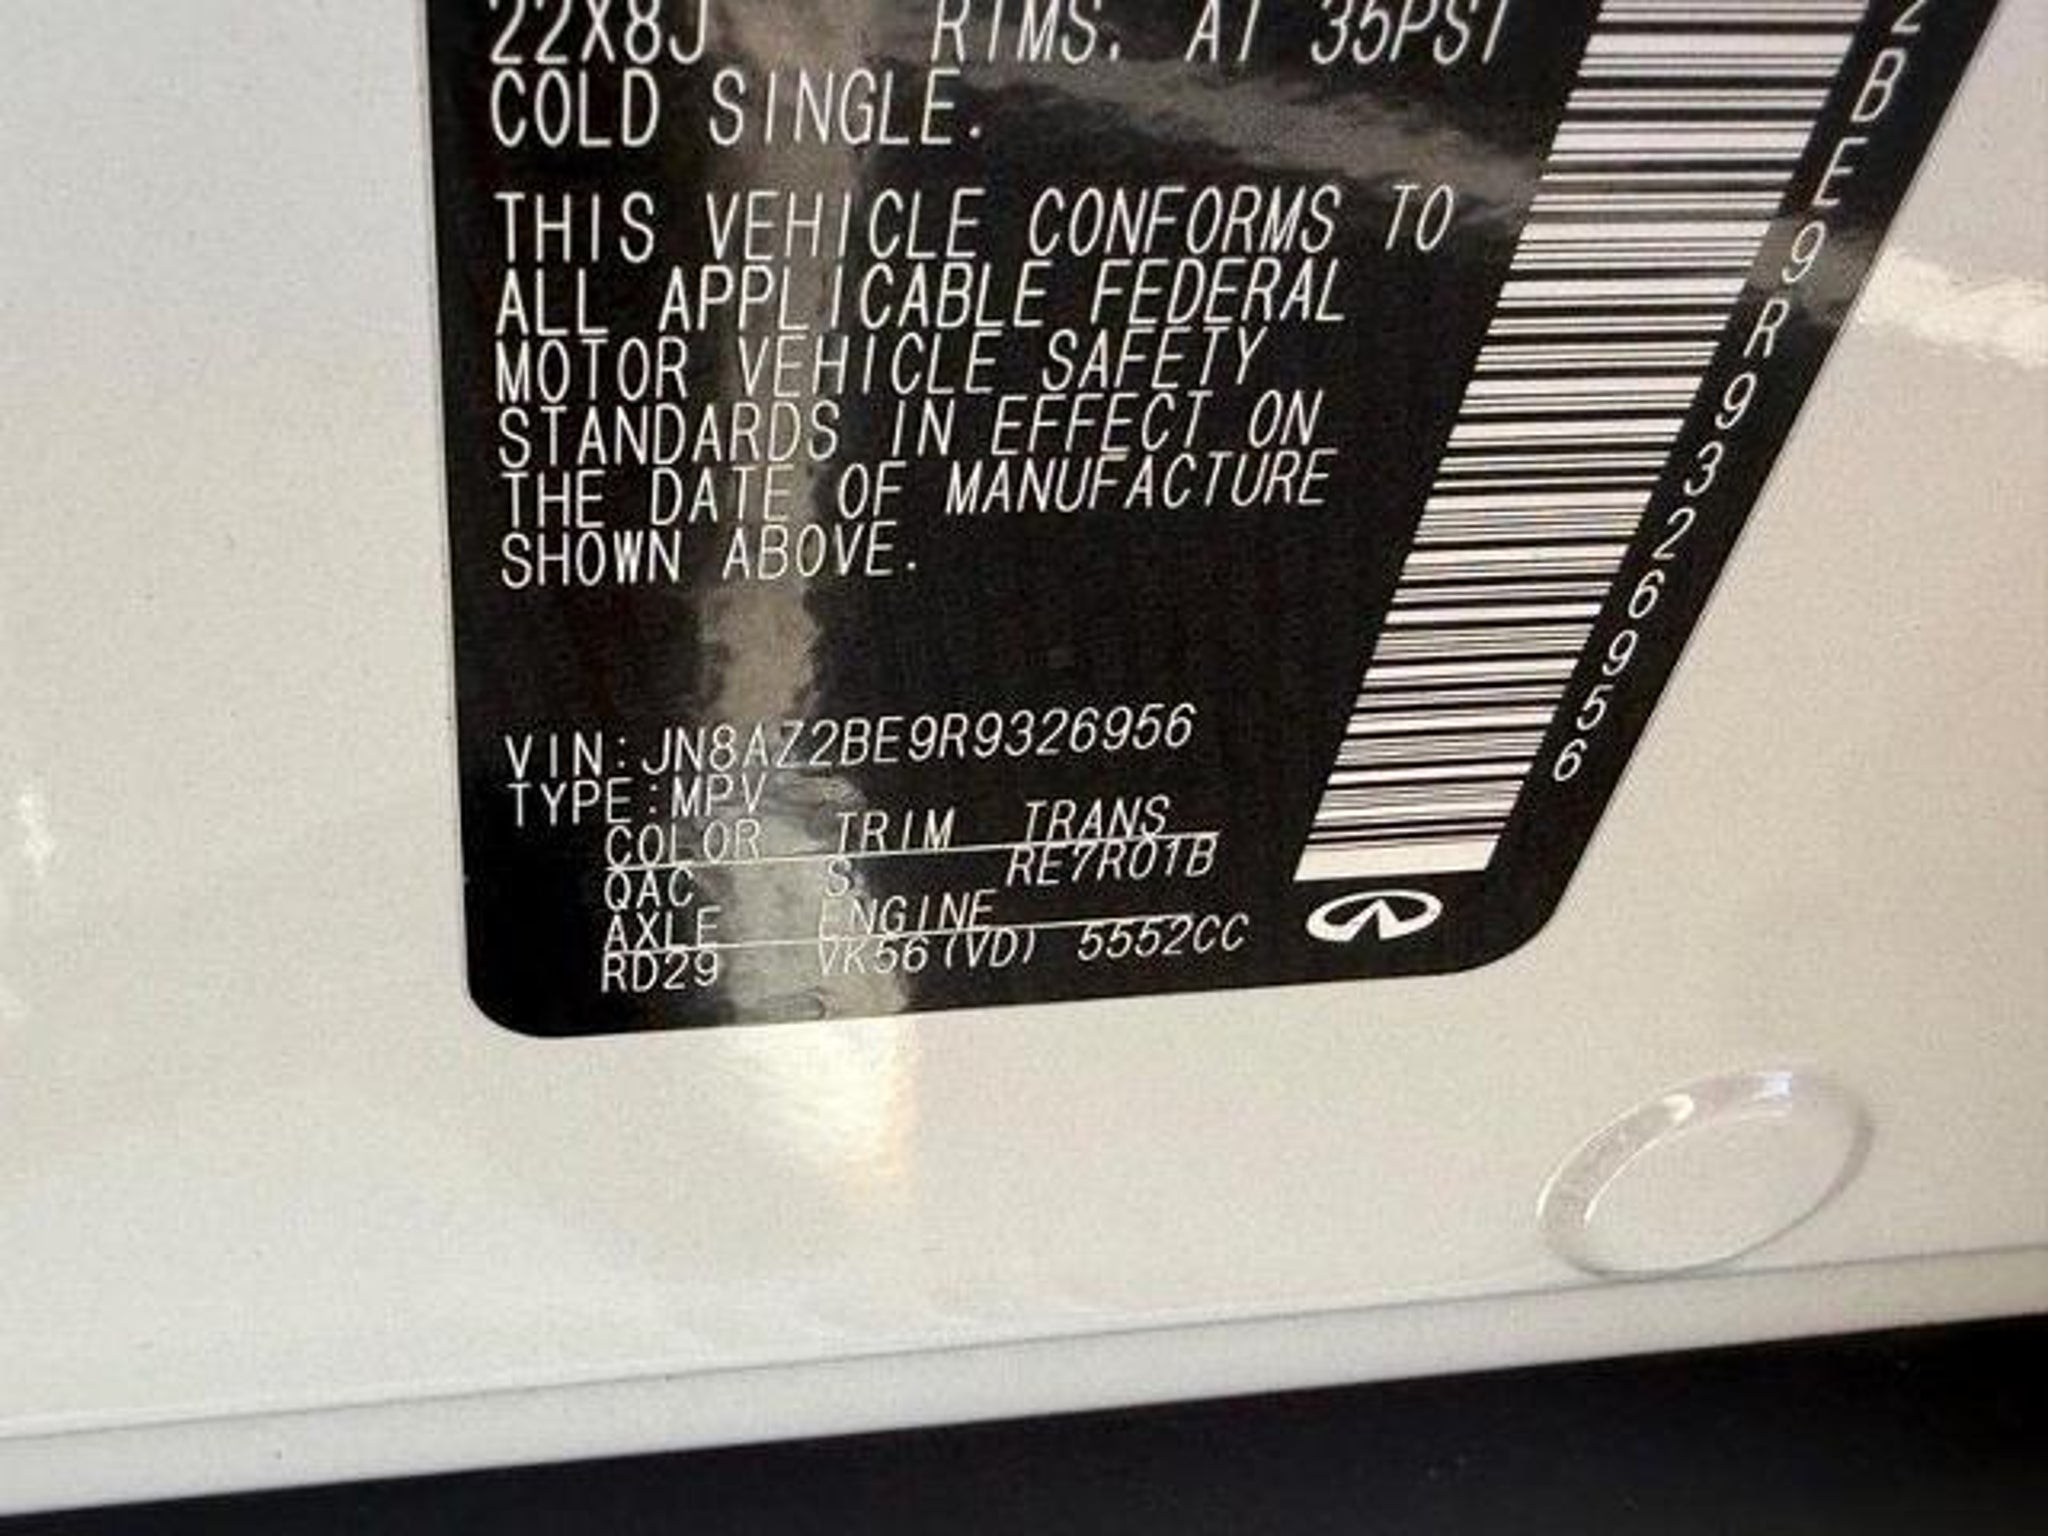 22X8J RIMS. AT 35PSI
COLD SINGLE.
THIS VEHICLE CONFORMS TO
ALL APPLICABLE FEDERAL
MOTOR VEHICLE SAFETY
STANDARDS IN EFFECT ON
THE DATE OF MANUFACTURE
SHOWN ABOVE.
VIN:JN8AZ2BE9R9326956
TYPE:MPV
COLOR TRIM TRANS
QAC S RE7R01B
AXLE ENGINE
RD29 VK56(VD) 5552CC
2BE9R9326956